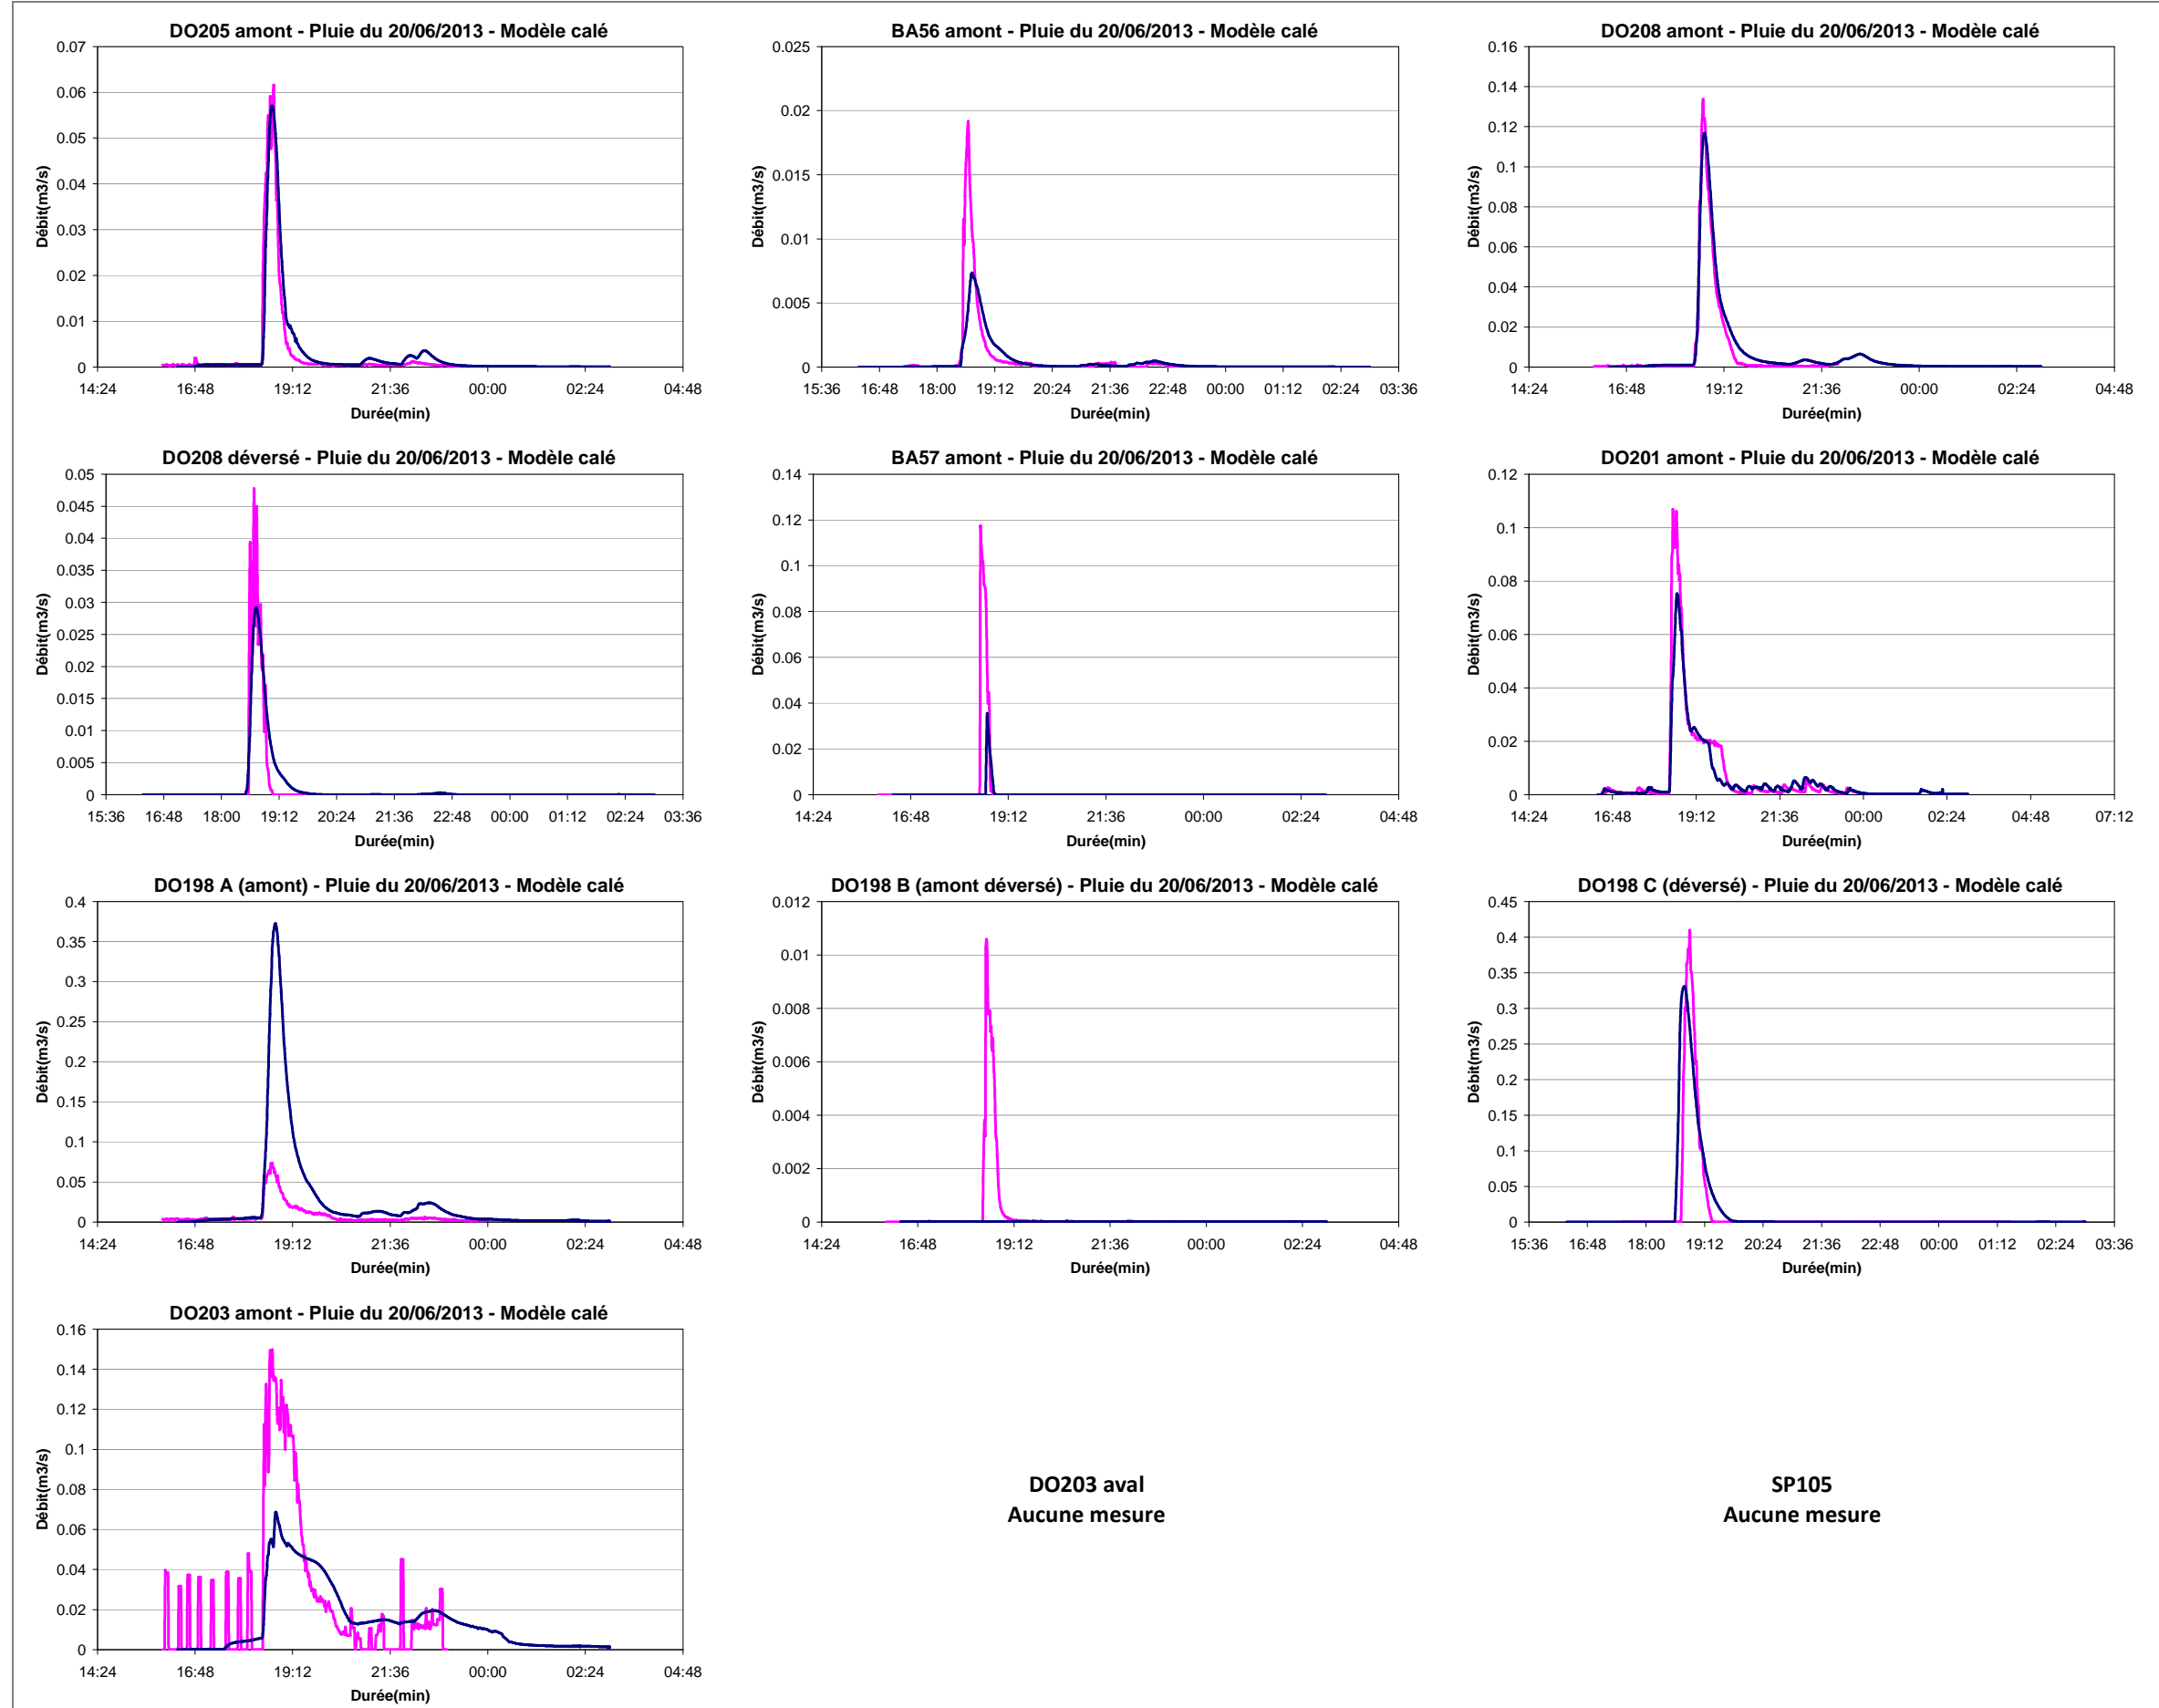 DO205 amont - Pluie du 20/06/2013 - Modèle calé
0.07
0.06
0.05
0.04
0.03
0.02
0.01
0
14:24 16:48 19:12 21:36 00:00 02:24 04:48
Durée(min)
Débit(m3/s)
BA56 amont - Pluie du 20/06/2013 - Modèle calé
0.025
0.02
0.015
0.01
0.005
0
15:36 16:48 18:00 19:12 20:24 21:36 22:48 00:00 01:12 02:24 03:36
Durée(min)
Débit(m3/s)
DO208 amont - Pluie du 20/06/2013 - Modèle calé
0.16
0.14
0.12
0.1
0.08
0.06
0.04
0.02
0
14:24 16:48 19:12 21:36 00:00 02:24 04:48
Durée(min)
Débit(m3/s)
DO208 déversé - Pluie du 20/06/2013 - Modèle calé
0.05
0.045
0.04
0.035
0.03
0.025
0.02
0.015
0.01
0.005
0
15:36 16:48 18:00 19:12 20:24 21:36 22:48 00:00 01:12 02:24 03:36
Durée(min)
Débit(m3/s)
BA57 amont - Pluie du 20/06/2013 - Modèle calé
0.14
0.12
0.1
0.08
0.06
0.04
0.02
0
14:24 16:48 19:12 21:36 00:00 02:24 04:48
Durée(min)
Débit(m3/s)
DO201 amont - Pluie du 20/06/2013 - Modèle calé
0.12
0.1
0.08
0.06
0.04
0.02
0
14:24 16:48 19:12 21:36 00:00 02:24 04:48 07:12
Durée(min)
Débit(m3/s)
DO198 A (amont) - Pluie du 20/06/2013 - Modèle calé
0.4
0.35
0.3
0.25
0.2
0.15
0.1
0.05
0
14:24 16:48 19:12 21:36 00:00 02:24 04:48
Durée(min)
Débit(m3/s)
DO198 B (amont déversé) - Pluie du 20/06/2013 - Modèle calé
0.012
0.01
0.008
0.006
0.004
0.002
0
14:24 16:48 19:12 21:36 00:00 02:24 04:48
Durée(min)
Débit(m3/s)
DO198 C (déversé) - Pluie du 20/06/2013 - Modèle calé
0.45
0.4
0.35
0.3
0.25
0.2
0.15
0.1
0.05
0
15:36 16:48 18:00 19:12 20:24 21:36 22:48 00:00 01:12 02:24 03:36
Durée(min)
Débit(m3/s)
DO203 amont - Pluie du 20/06/2013 - Modèle calé
0.16
0.14
0.12
0.1
0.08
0.06
0.04
0.02
0
14:24 16:48 19:12 21:36 00:00 02:24 04:48
Durée(min)
Débit(m3/s)
DO203 aval
Aucune mesure
SP105
Aucune mesure